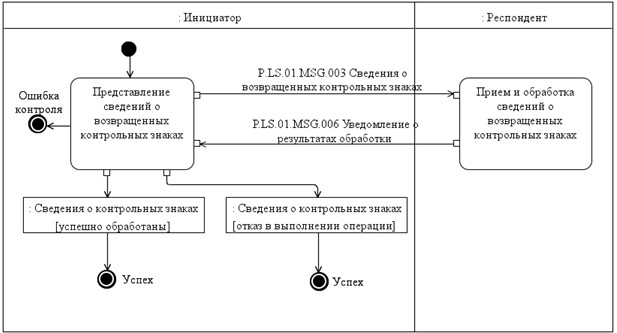 : Инициатор
: Респондент
P.LS.01.MSG.003 Сведения о
возвращенных контрольных знаках
Ошибка
контроля
Представление
сведений о
возвращенных
контрольных знаках
Прием и обработка
сведений о
возвращенных
контрольных знаках
P.LS.01.MSG.006 Уведомление о
результатах обработки
: Сведения о контрольных знаках
[успешно обработаны]
: Сведения о контрольных знаках
[отказ в выполнении операции]
Успех
Успех